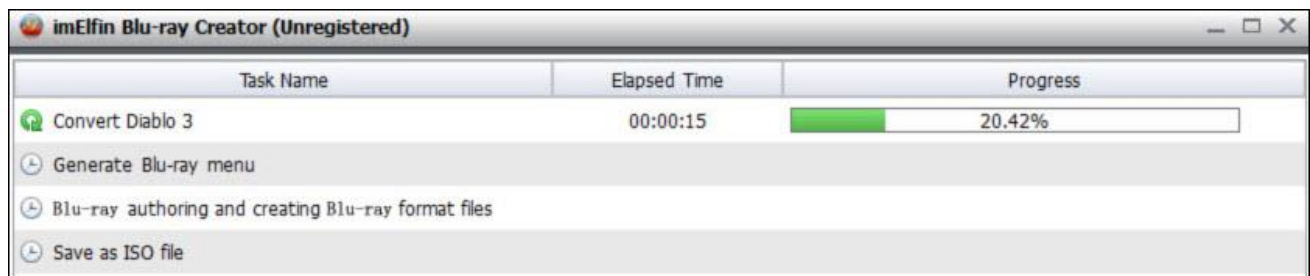 imElfin Blu-ray Creator (Unregistered)
Task Name Elapsed Time Progress
Convert Diablo 3 00:00:15 20.42%
Generate Blu-ray menu
Blu-ray authoring and creating Blu-ray format files
Save as ISO file